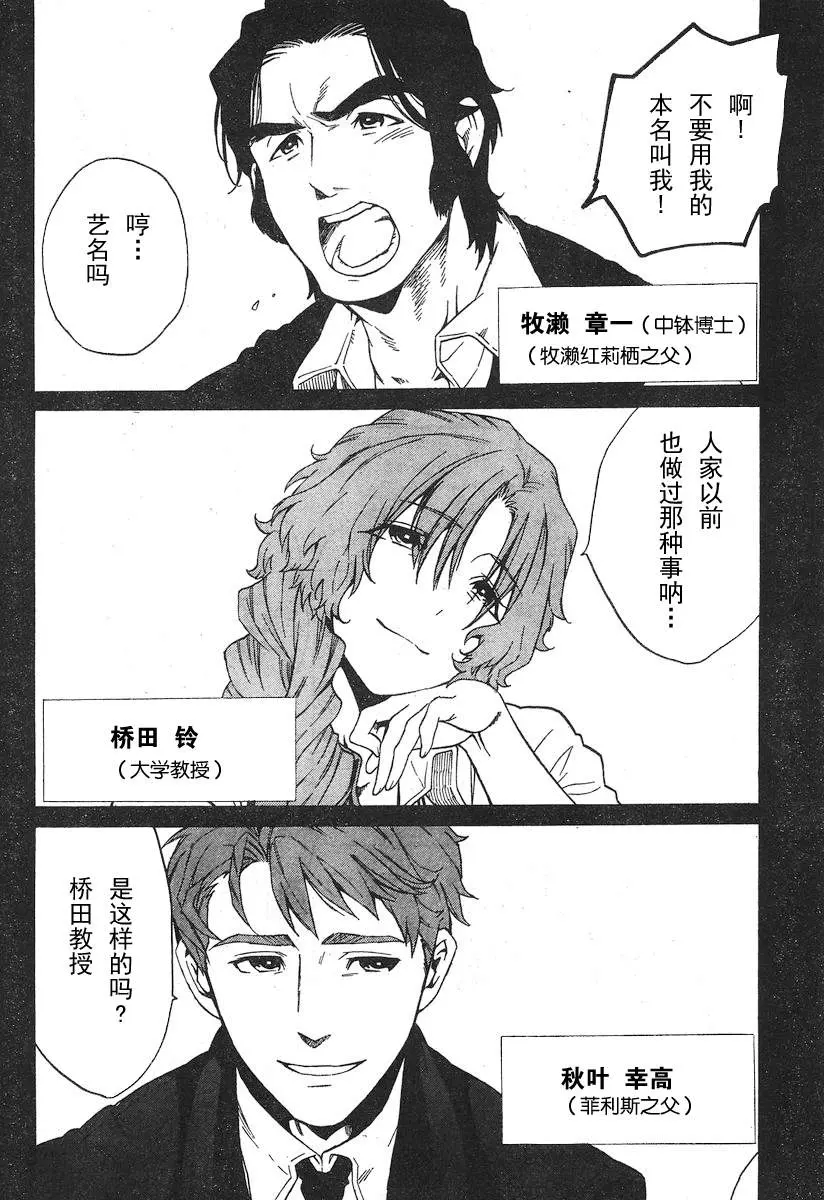 啊！
不要用我的
本名叫我！
哼…
艺名吗
牧濑 章一（中钵博士）
（牧濑红莉栖之父）
人家以前
也做过那种事呐…
桥田 铃
（大学教授）
是这样的吗？
桥田教授
秋叶 幸高
（菲利斯之父）